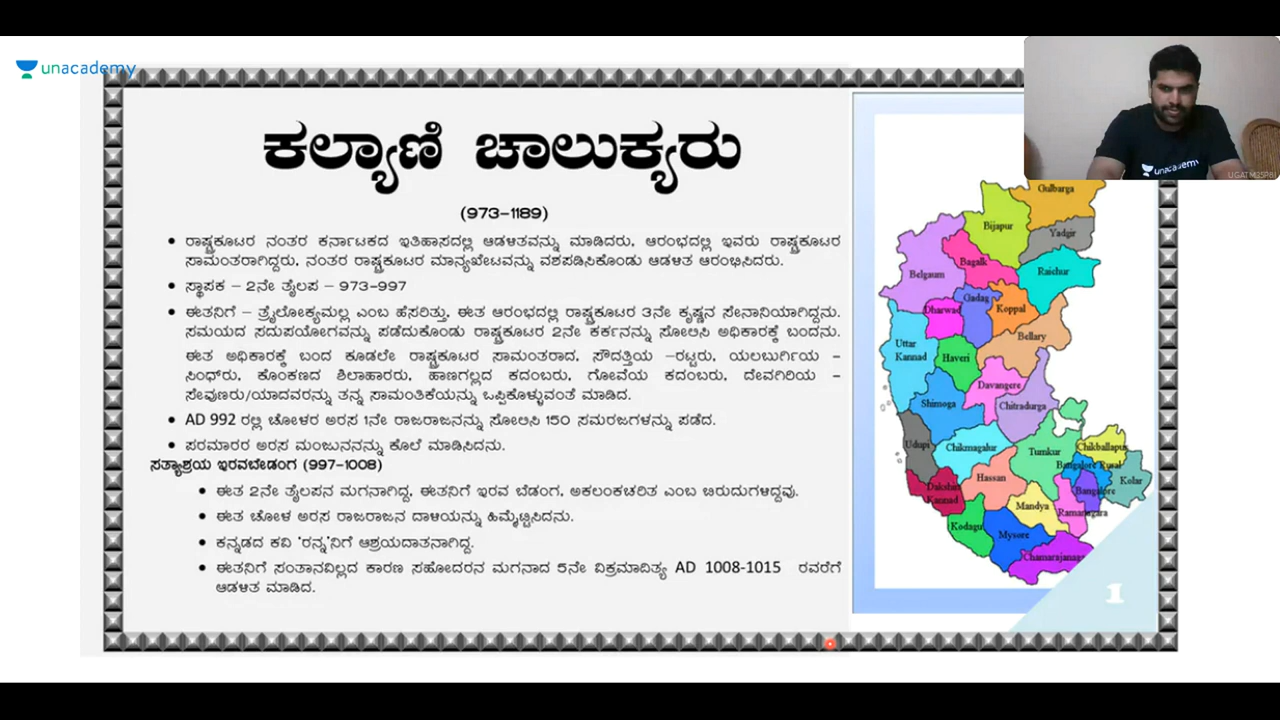 unacademy
ಕಲ್ಯಾಣಿ ಚಾಲುಕ್ಯರು
(973-1189)
• ರಾಷ್ಟ್ರಕೂಟರ ನಂತರ ಕರ್ನಾಟಕದ ಇತಿಹಾಸದಲ್ಲಿ ಆಡಳಿತವನ್ನು ಮಾಡಿದರು, ಆರಂಭದಲ್ಲಿ ಇವರು ರಾಷ್ಟ್ರಕೂಟರ
ಸಾಮಂತರಾಗಿದ್ದರು, ನಂತರ ರಾಷ್ಟ್ರಕೂಟರ ಮಾನ್ಯಖೇಟವನ್ನು ವಶಪಡಿಸಿಕೊಂಡು ಆಡಳಿತ ಆರಂಭಿಸಿದರು.
• ಸ್ಥಾಪಕ – 2ನೇ ತೈಲಪ – 973-997
• ಈತನಿಗೆ – ತ್ರೈಲೋಕ್ಯಮಲ್ಲ ಎಂಬ ಹೆಸರಿತ್ತು, ಈತ ಆರಂಭದಲ್ಲಿ ರಾಷ್ಟ್ರಕೂಟರ 3ನೇ ಕೃಷ್ಣನ ಸೇನಾನಿಯಾಗಿದ್ದನು.
ಸಮಯದ ಸದುಪಯೋಗವನ್ನು ಪಡೆದುಕೊಂಡು ರಾಷ್ಟ್ರಕೂಟರ 2ನೇ ಕರ್ಕನನ್ನು ಸೋಲಿಸಿ ಅಧಿಕಾರಕ್ಕೆ ಬಂದನು.
ಈತ ಅಧಿಕಾರಕ್ಕೆ ಬಂದ ಕೂಡಲೇ ರಾಷ್ಟ್ರಕೂಟರ ಸಾಮಂತರಾದ, ಸೌದತ್ತಿಯ –ರಟ್ಟರು, ಯಲಬುರ್ಗಿಯ –
ಸಿಂಧ್‌ರು, ಕೊಂಕಣದ ಶಿಲಾಹಾರರು, ಹಾಣಗಲ್ಲದ ಕದಂಬರು, ಗೋವೆಯ ಕದಂಬರು, ದೇವಗಿರಿಯ –
ಸೇವುಣರು/ಯಾದವರನ್ನು ತನ್ನ ಸಾಮಂತಿಕೆಯನ್ನು ಒಪ್ಪಿಕೊಳ್ಳುವಂತೆ ಮಾಡಿದ.
• AD 992 ರಲ್ಲಿ ಚೋಳರ ಅರಸ 1ನೇ ರಾಜರಾಜನನ್ನು ಸೋಲಿಸಿ 150 ಸಮರಜಗಳನ್ನು ಪಡೆದ.
• ಪರಮಾರರ ಅರಸ ಮಂಜುನನನ್ನು ಕೊಲೆ ಮಾಡಿಸಿದನು.
ಸತ್ಯಾಶ್ರಯ ಇರವಬೇಡಂಗ (997-1008)
• ಈತ 2ನೇ ತೈಲಪನ ಮಗನಾಗಿದ್ದ, ಈತನಿಗೆ ಇರವ ಬೆಡಂಗ, ಅಕಲಂಕಚರಿತ ಎಂಬ ಬಿರುದುಗಳಿದ್ದವು.
• ಈತ ಚೋಳ ಅರಸ ರಾಜರಾಜನ ದಾಳಿಯನ್ನು ಹಿಮ್ಮೆಟ್ಟಿಸಿದನು.
• ಕನ್ನಡದ ಕವಿ 'ರನ್ನ'ನಿಗೆ ಆಶ್ರಯದಾತನಾಗಿದ್ದ.
• ಈತನಿಗೆ ಸಂತಾನವಿಲ್ಲದ ಕಾರಣ ಸಹೋದರನ ಮಗನಾದ 5ನೇ ವಿಕ್ರಮಾದಿತ್ಯ AD 1008-1015 ರವರೆಗೆ
ಆಡಳಿತ ಮಾಡಿದ.
unacademy
UGATM3SPBI
Gulbarga
Bijapur
Yadgir
Bagalk
Raichur
Belgaum
Gadag
Koppal
Dharwad
Bellary
Uttar
Kannad
Haveri
Davangere
Shimoga
Chitradurga
Udupi
Chikmagalur
Tumkur
Chikballapur
Bangalore Rural
Hassan
Kolar
Dakshin
Kannad
Bangalore
Mandya
Ramanagara
Kodagu
Mysore
Chamarajanaga
1